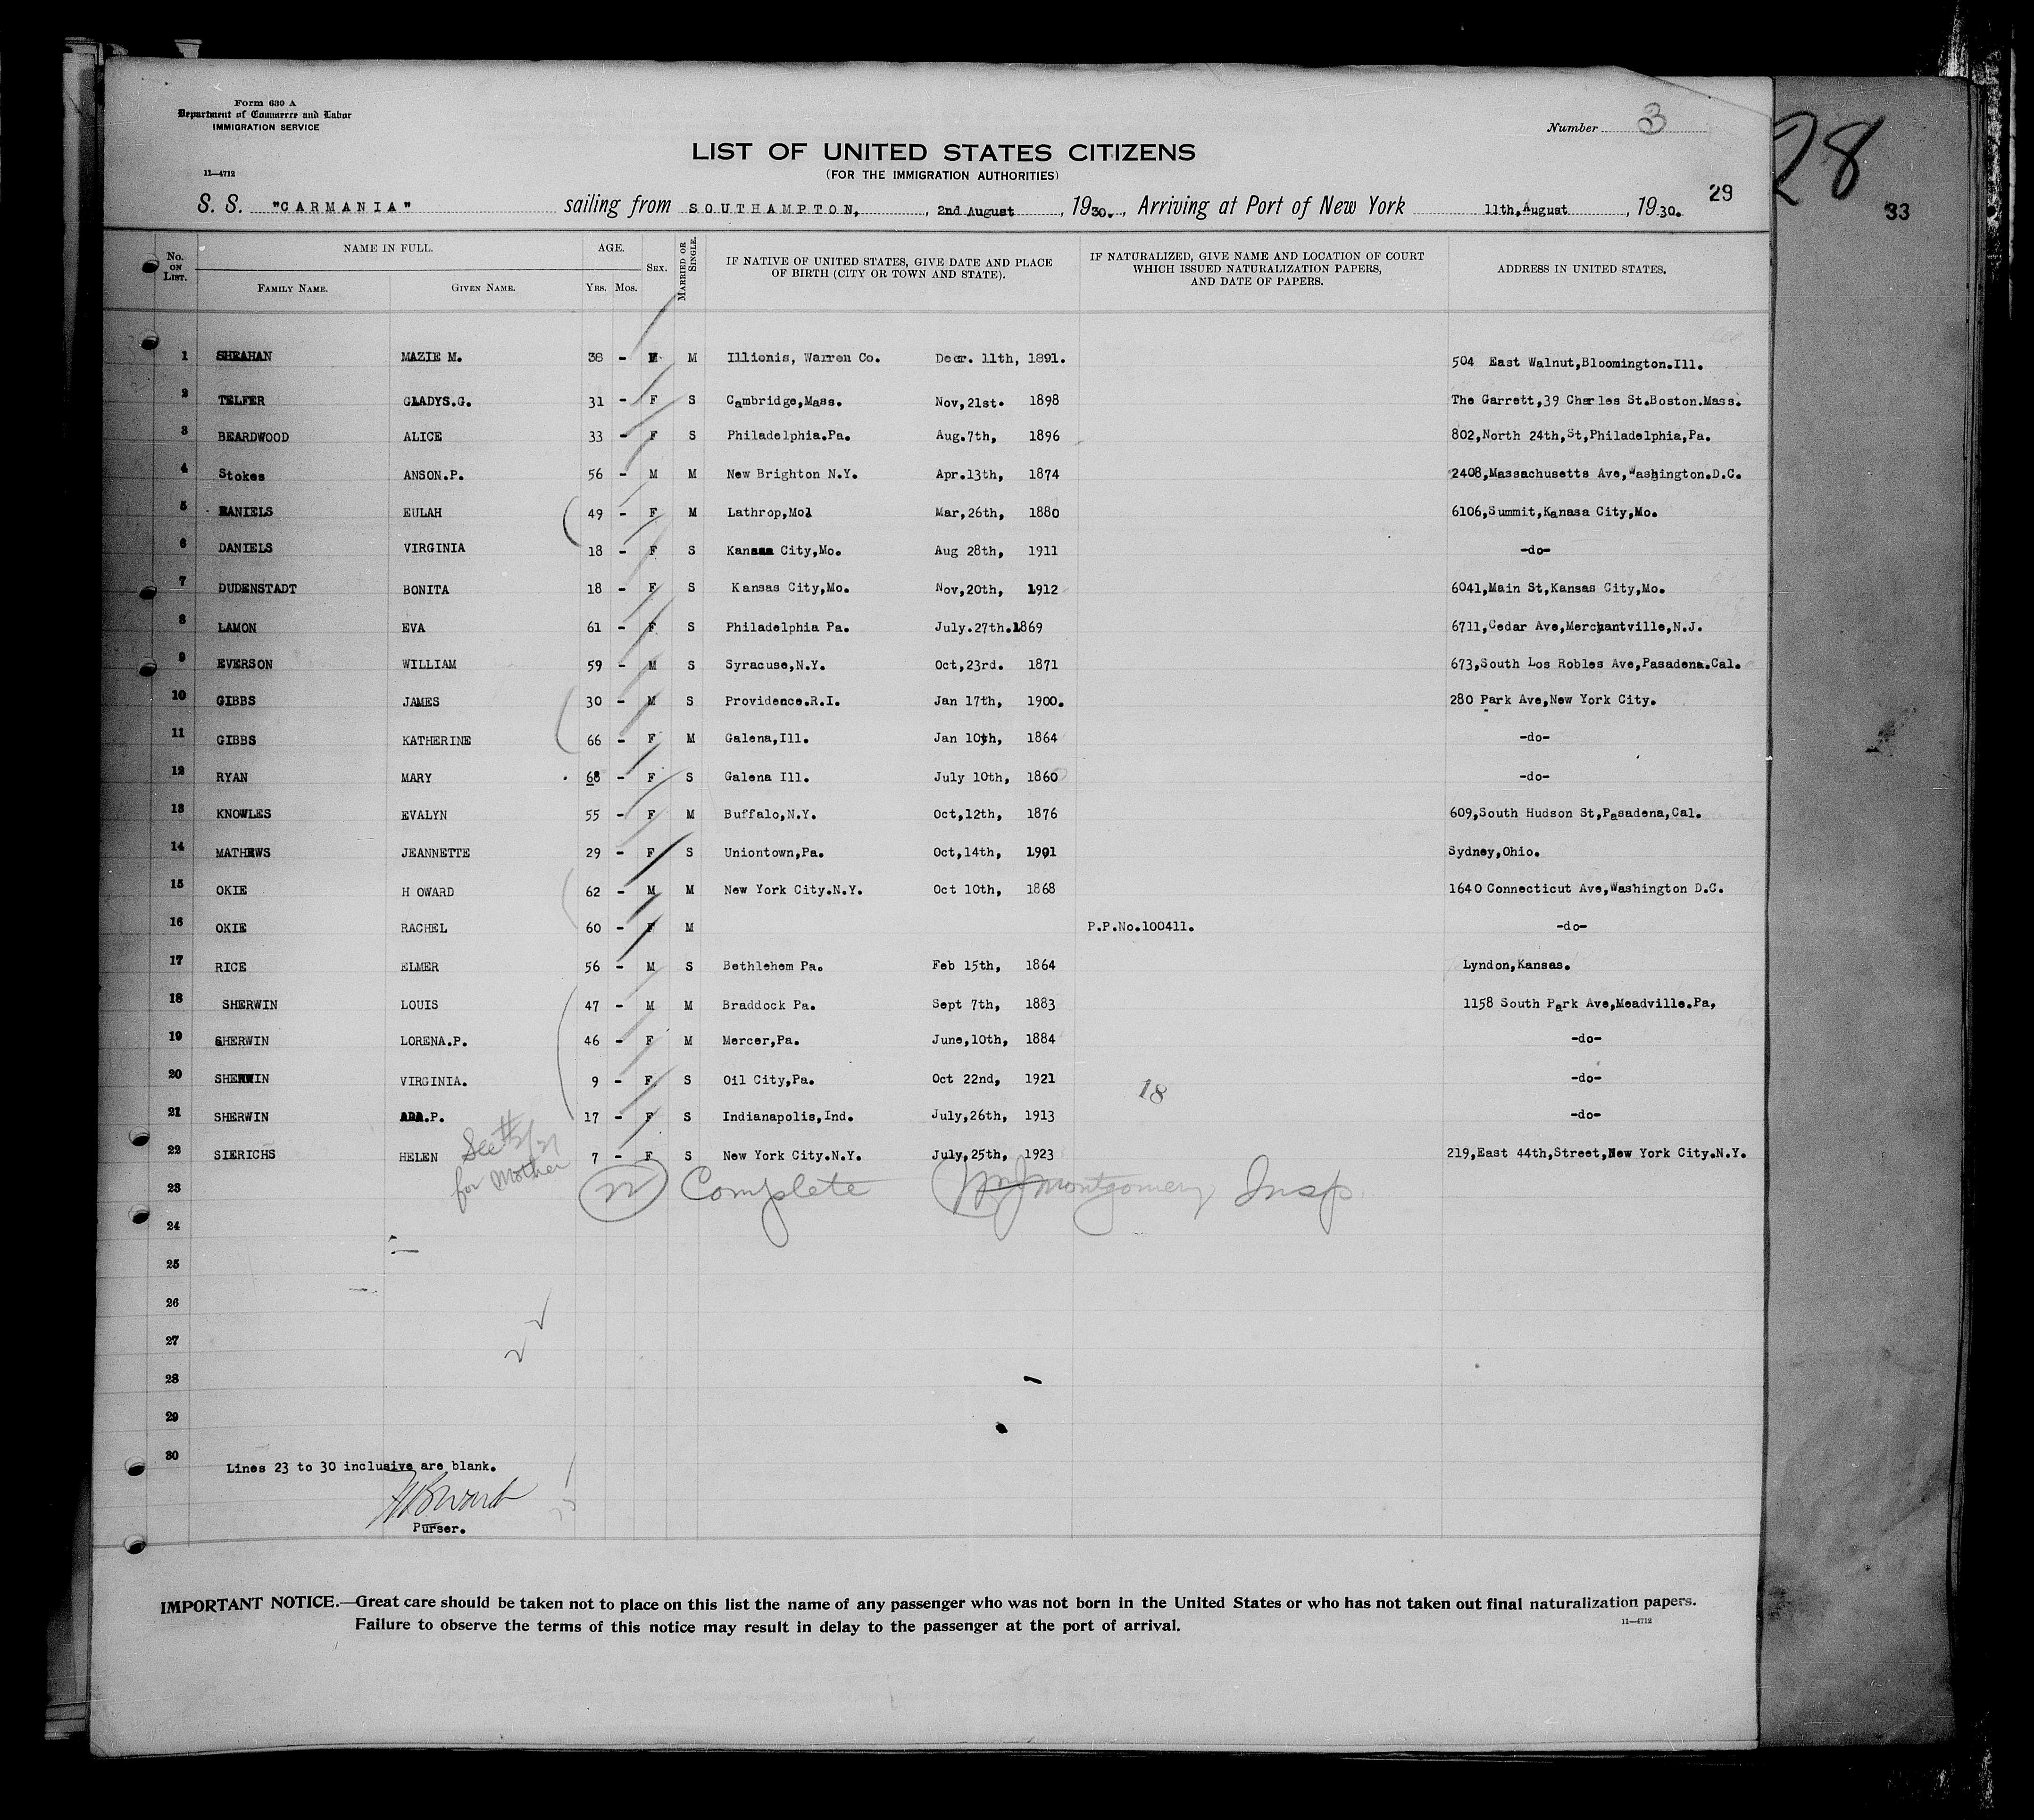 Form 630 A
Department of Commerce and Labor
IMMIGRATION SERVICE
11—4712
Number 3
28
33
29
LIST OF UNITED STATES CITIZENS
(FOR THE IMMIGRATION AUTHORITIES)
S. S. "CARMANIA" sailing from SOUTHAMPTON, , 2nd August , 1930. , Arriving at Port of New York 11th,August , 1930.
No. ON LIST. NAME IN FULL. AGE. SEX. MARRIED OR SINGLE. IF NATIVE OF UNITED STATES, GIVE DATE AND PLACE OF BIRTH (CITY OR TOWN AND STATE). IF NATURALIZED, GIVE NAME AND LOCATION OF COURT WHICH ISSUED NATURALIZATION PAPERS, AND DATE OF PAPERS. ADDRESS IN UNITED STATES.
FAMILY NAME. GIVEN NAME. YRS. MOS.
1 SHEAHAN MAZIE M. 38 - F M Illionis, Warren Co. Decr. 11th, 1891. 504 East Walnut,Bloomington.Ill.
2 TELFER GLADYS.G. 31 - F S Cambridge,Mass. Nov,21st. 1898 The Garrett,39 Charles St.Boston.Mass.
3 BEARDWOOD ALICE 33 - F S Philadelphia.Pa. Aug.7th, 1896 802,North 24th,St,Philadelphia,Pa.
4 Stokes ANSON.P. 56 - M M New Brighton N.Y. Apr.13th, 1874 2408,Massachusetts Ave,Washington.D.C.
5 DANIELS EULAH 49 - F M Lathrop,Mol Mar,26th, 1880 6106,Summit,Kanasa City,Mo.
6 DANIELS VIRGINIA 18 - F S Kansas City,Mo. Aug 28th, 1911 -do-
7 DUDENSTADT BONITA 18 - F S Kansas City,Mo. Nov,20th, 1912 6041,Main St,Kansas City,Mo.
8 LAMON EVA 61 - F S Philadelphia Pa. July.27th.1869 6711,Cedar Ave,Merchantville,N.J.
9 EVERSON WILLIAM 59 - M S Syracuse,N.Y. Oct,23rd. 1871 673,South Los Robles Ave,Pasadena.Cal.
10 GIBBS JAMES 30 - M S Providence.R.I. Jan 17th, 1900. 280 Park Ave,New York City.
11 GIBBS KATHERINE 66 - F M Galena,Ill. Jan 10th, 1864 -do-
12 RYAN MARY 68 - F S Galena Ill. July 10th, 1860 -do-
13 KNOWLES EVALYN 55 - F M Buffalo,N.Y. Oct,12th, 1876 609,South Hudson St,Pasadena,Cal.
14 MATHEWS JEANNETTE 29 - F S Uniontown,Pa. Oct,14th, 1901 Sydney,Ohio.
15 OKIE H OWARD 62 - M M New York City.N.Y. Oct 10th, 1868 1640 Connecticut Ave,Washington D.C.
16 OKIE RACHEL 60 - F M P.P.No.100411. -do-
17 RICE ELMER 56 - M S Bethlehem Pa. Feb 15th, 1864 Lyndon,Kansas.
18 SHERWIN LOUIS 47 - M M Braddock Pa. Sept 7th, 1883 1158 South Park Ave,Meadville.Pa,
19 SHERWIN LORENA.P. 46 - F M Mercer,Pa. June,10th, 1884 -do-
20 SHERWIN VIRGINIA. 9 - F S Oil City,Pa. Oct 22nd, 1921 -do-
18
21 SHERWIN ADA.P. 17 - F S Indianapolis,Ind. July,26th, 1913 -do-
22 SIERICHS HELEN 7 - F S New York City.N.Y. July,25th, 1923 219,East 44th,Street,New York City.N.Y.
See
for Mother
23 Complete Montgomery Insp.
24
25
26
27
28
29
30
Lines 23 to 30 inclusive are blank.
Purser.
IMPORTANT NOTICE.—Great care should be taken not to place on this list the name of any passenger who was not born in the United States or who has not taken out final naturalization papers.
Failure to observe the terms of this notice may result in delay to the passenger at the port of arrival.
11—4712